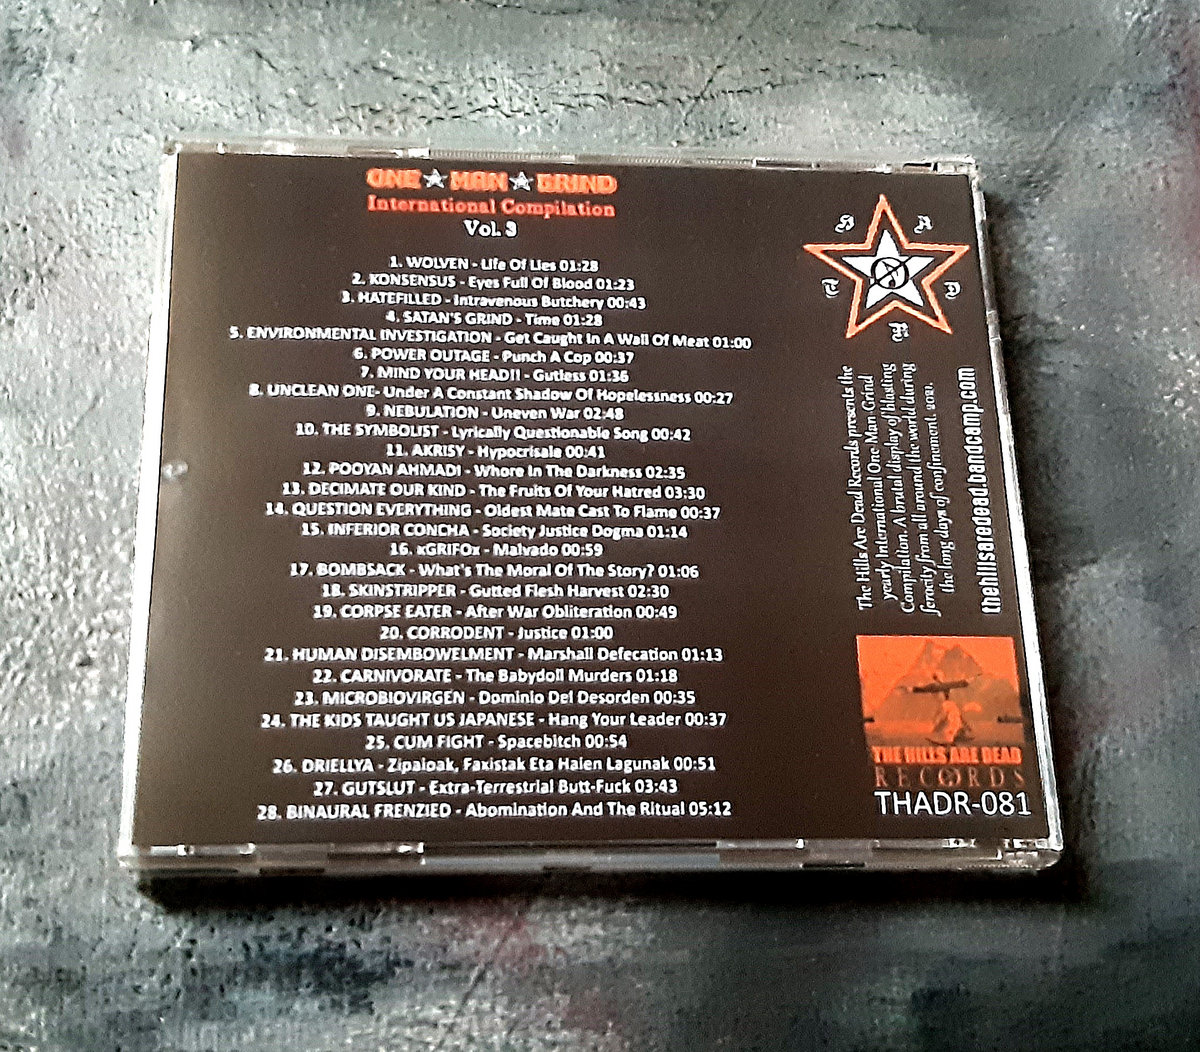 ONE MAN GRIND
International Compilation
Vol. 3
1. WOLVEN - Life Of Lies 01:28
2. KONSENSUS - Eyes Full Of Blood 01:23
3. HATEFILLED - Intravenous Butchery 00:43
4. SATAN'S GRIND - Time 01:28
5. ENVIRONMENTAL INVESTIGATION - Get Caught In A Wall Of Meat 01:00
6. POWER OUTAGE - Punch A Cop 00:37
7. MIND YOUR HEAD!! - Gutless 01:36
8. UNCLEAN ONE- Under A Constant Shadow Of Hopelessness 00:27
9. NEBULATION - Uneven War 02:48
10. THE SYMBOLIST - Lyrically Questionable Song 00:42
11. AKRISY - Hypocrisale 00:41
12. POOYAN AHMADI - Whore In The Darkness 02:35
13. DECIMATE OUR KIND - The Fruits Of Your Hatred 03:30
14. QUESTION EVERYTHING - Oldest Mate Cast To Flame 00:37
15. INFERIOR CONCHA - Society Justice Dogma 01:14
16. xGRIFOx - Malvado 00:59
17. BOMBSACK - What's The Moral Of The Story? 01:06
18. SKINSTRIPPER - Gutted Flesh Harvest 02:30
19. CORPSE EATER - After War Obliteration 00:49
20. CORRODENT - Justice 01:00
21. HUMAN DISEMBOWELMENT - Marshall Defecation 01:13
22. CARNIVORATE - The Babydoll Murders 01:18
23. MICROBIOVIRGEN - Dominio Del Desorden 00:35
24. THE KIDS TAUGHT US JAPANESE - Hang Your Leader 00:37
25. CUM FIGHT - Spacebitch 00:54
26. DRIELLYA - Zipaioak, Faxistak Eta Haien Lagunak 00:51
27. GUTSLUT - Extra-Terrestrial Butt-Fuck 03:43
28. BINAURAL FRENZIED - Abomination And The Ritual 05:12
The Hills Are Dead Records presents the
yearly International One Man Grind
Compilation. A brutal display of blasting
ferocity from all around the world during
the long days of confinement. 2021.
thehillsaredead.bandcamp.com
THE HILLS ARE DEAD
RECORDS
THADR-081